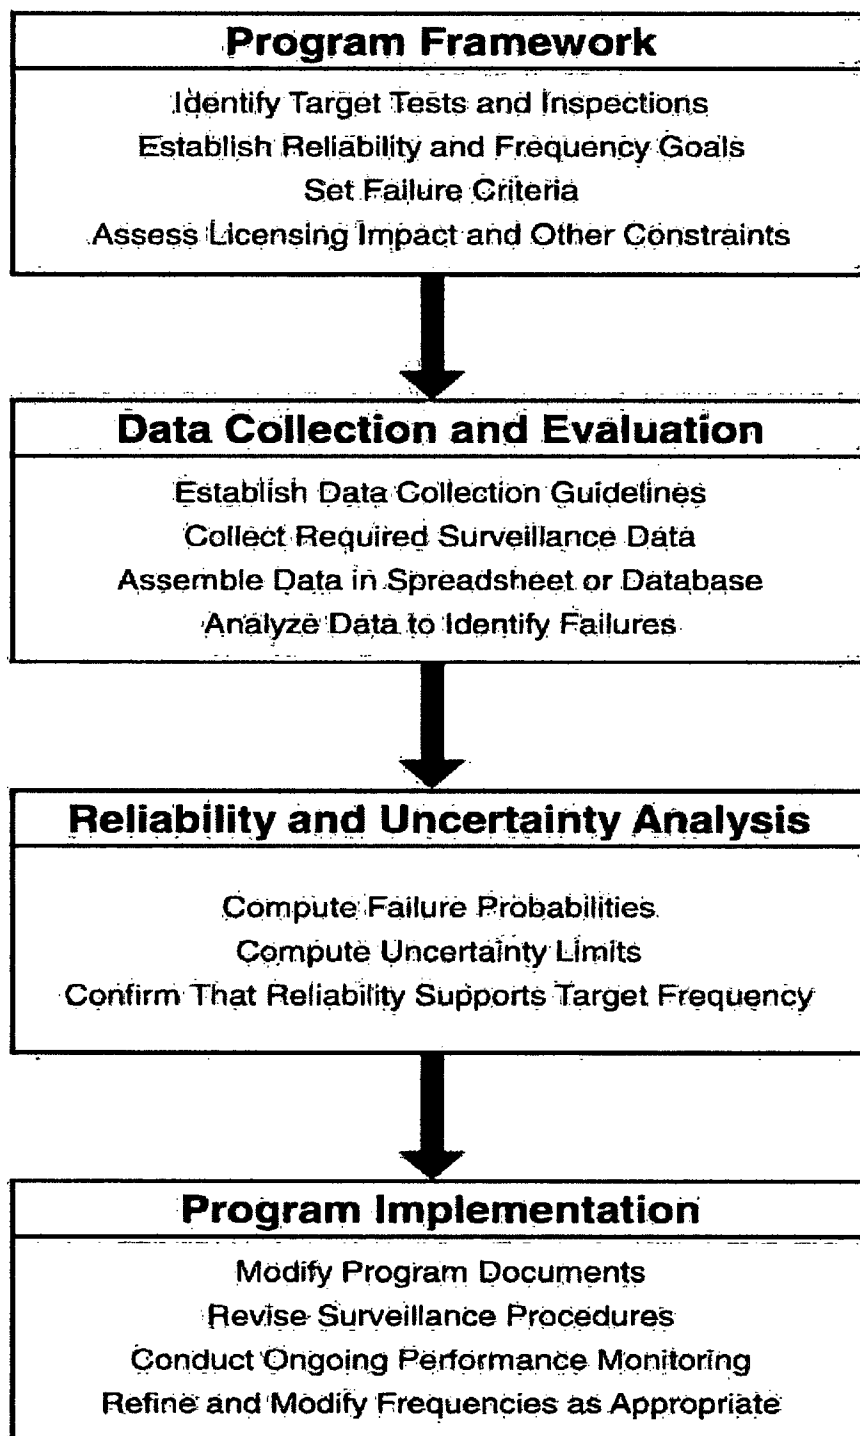 Program Framework
Identify Target Tests and Inspections
Establish Reliability and Frequency Goals
Set Failure Criteria
Assess Licensing Impact and Other Constraints
Data Collection and Evaluation
Establish Data Collection Guidelines
Collect Required Surveillance Data
Assemble Data in Spreadsheet or Database
Analyze Data to Identify Failures
Reliability and Uncertainty Analysis
Compute Failure Probabilities
Compute Uncertainty Limits
Confirm That Reliability Supports Target Frequency
Program Implementation
Modify Program Documents
Revise Surveillance Procedures
Conduct Ongoing Performance Monitoring
Refine and Modify Frequencies as Appropriate